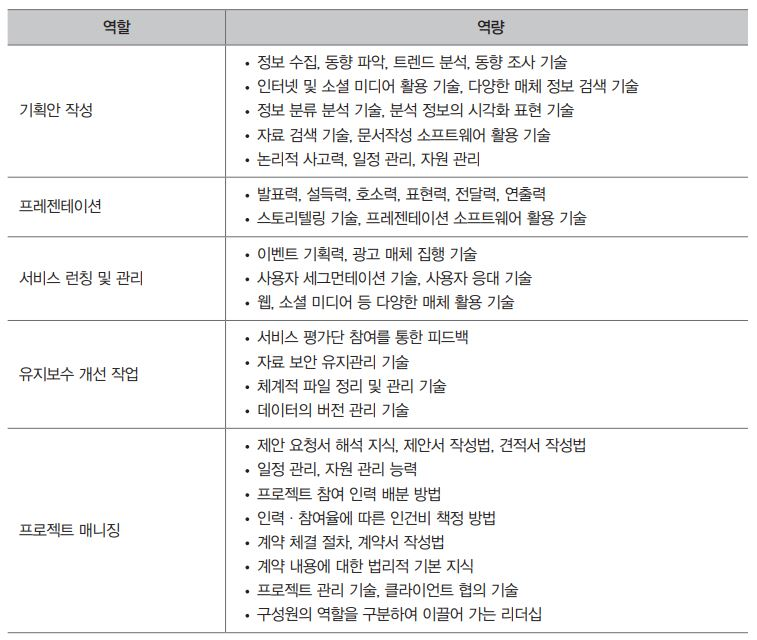 역할 역량
기획안 작성
• 정보 수집, 동향 파악, 트렌드 분석, 동향 조사 기술
• 인터넷 및 소셜 미디어 활용 기술, 다양한 매체 정보 검색 기술
• 정보 분류 분석 기술, 분석 정보의 시각화 표현 기술
• 자료 검색 기술, 문서작성 소프트웨어 활용 기술
• 논리적 사고력, 일정 관리, 자원 관리
프레젠테이션
• 발표력, 설득력, 호소력, 표현력, 전달력, 연출력
• 스토리텔링 기술, 프레젠테이션 소프트웨어 활용 기술
서비스 런칭 및 관리
• 이벤트 기획력, 광고 매체 집행 기술
• 사용자 세그먼테이션 기술, 사용자 응대 기술
• 웹, 소셜 미디어 등 다양한 매체 활용 기술
유지보수 개선 작업
• 서비스 평가단 참여를 통한 피드백
• 자료 보안 유지관리 기술
• 체계적 파일 정리 및 관리 기술
• 데이터의 버전 관리 기술
프로젝트 매니징
• 제안 요청서 해석 지식, 제안서 작성법, 견적서 작성법
• 일정 관리, 자원 관리 능력
• 프로젝트 참여 인력 배분 방법
• 인력 · 참여율에 따른 인건비 책정 방법
• 계약 체결 절차, 계약서 작성법
• 계약 내용에 대한 법리적 기본 지식
• 프로젝트 관리 기술, 클라이언트 협의 기술
• 구성원의 역할을 구분하여 이끌어 가는 리더십